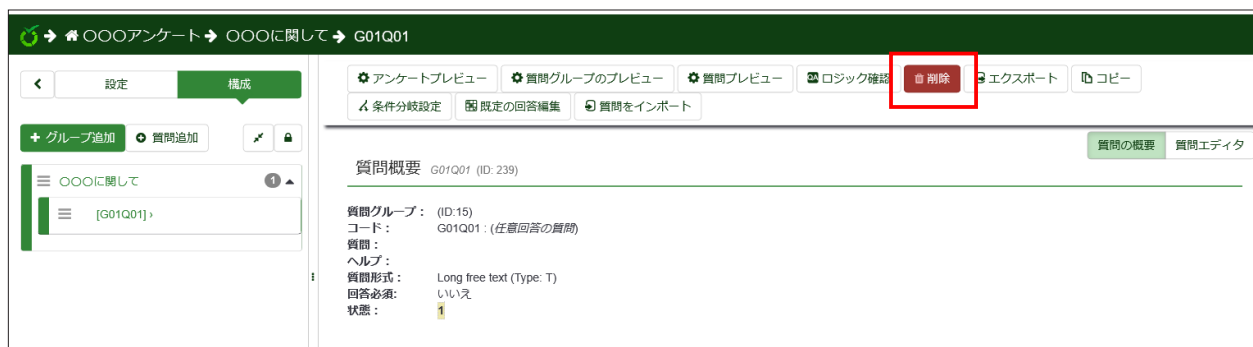 〇〇〇アンケート 〇〇〇に関して G01Q01
設定 構成
アンケートプレビュー 質問グループのプレビュー 質問プレビュー ロジック確認 削除 エクスポート コピー
条件分岐設定 既定の回答編集 質問をインポート
グループ追加 質問追加
質問の概要 質問エディタ
質問概要 G01Q01 (ID: 239)
〇〇〇に関して 1
[G01Q01]›
質問グループ： (ID:15)
コード： G01Q01 : (任意回答の質問)
質問：
ヘルプ：
質問形式： Long free text (Type: T)
回答必須: いいえ
状態： 1